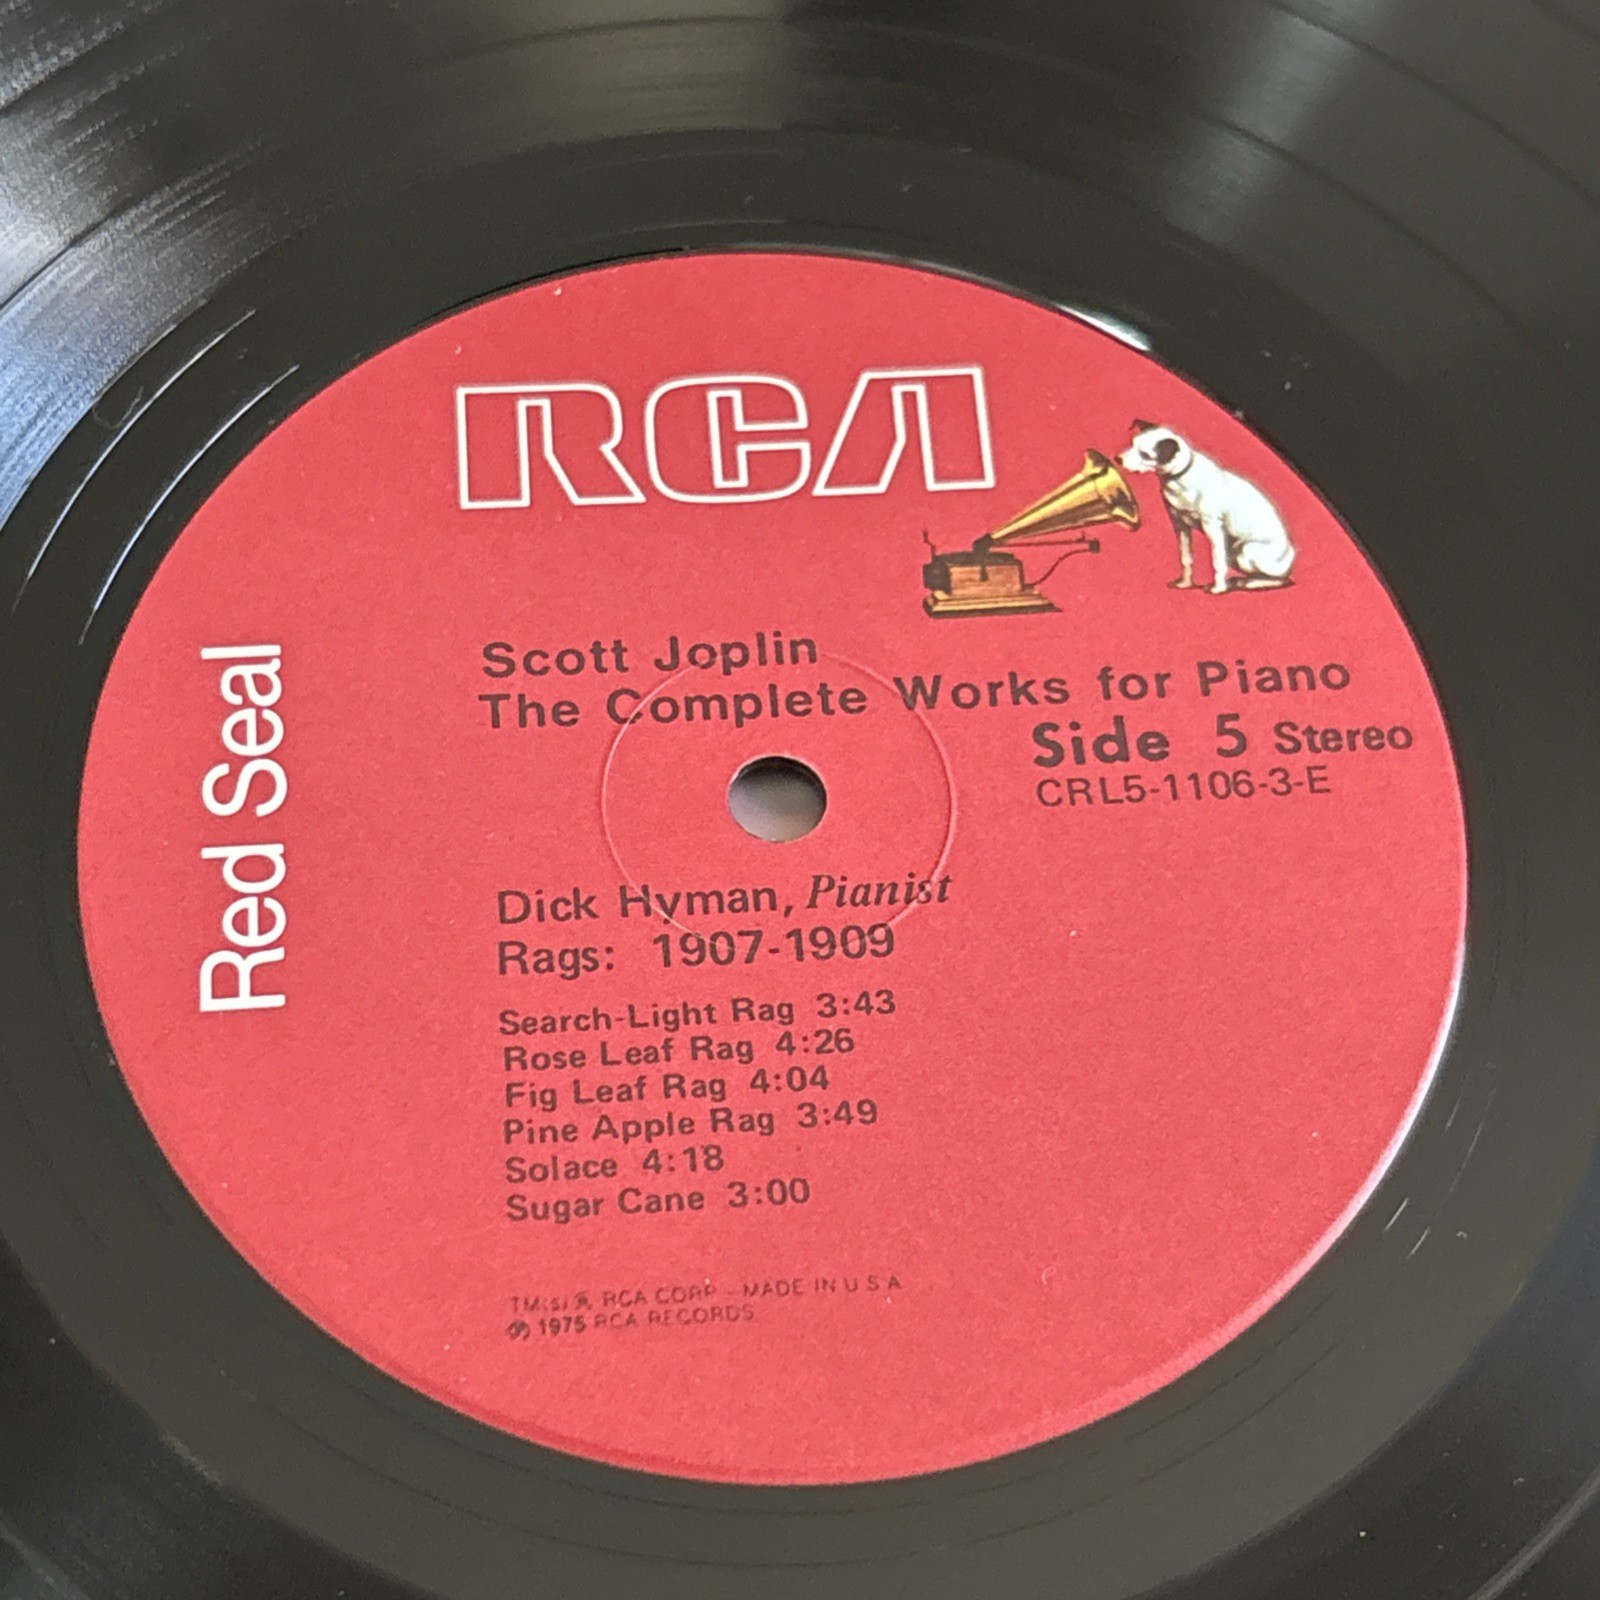 RCA
Red Seal
Scott Joplin
The Complete Works for Piano
Side 5 Stereo
CRL5-1106-3-E
Dick Hyman, Pianist
Rags: 1907-1909
Search-Light Rag 3:43
Rose Leaf Rag 4:26
Fig Leaf Rag 4:04
Pine Apple Rag 3:49
Solace 4:18
Sugar Cane 3:00
TM(s) ® RCA CORP - MADE IN U S A
℗ 1975 RCA RECORDS